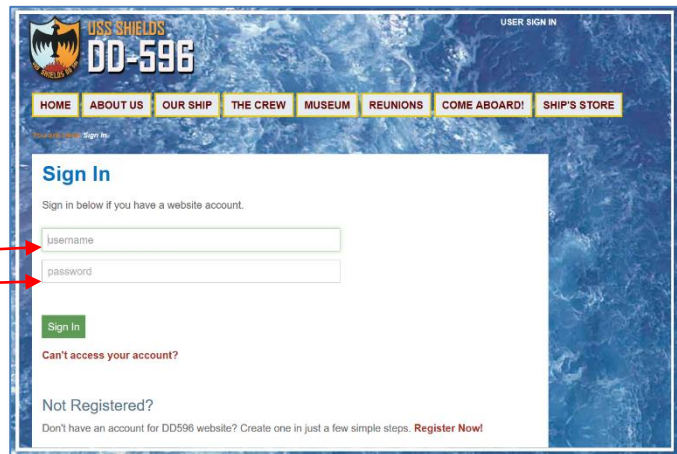 USS SHIELDS
DD-596
USER SIGN IN
HOME
ABOUT US
OUR SHIP
THE CREW
MUSEUM
REUNIONS
COME ABOARD!
SHIP'S STORE
Sign In
Sign In
Sign in below if you have a website account.
username
password
Sign In
Can't access your account?
Not Registered?
Don't have an account for DD596 website? Create one in just a few simple steps. Register Now!